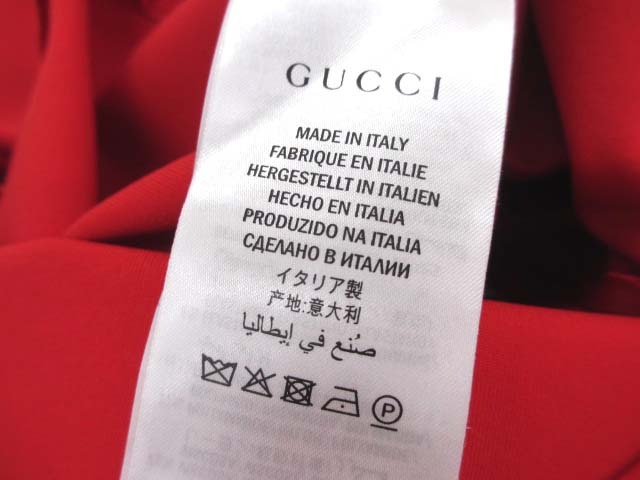 GUCCI
MADE IN ITALY
FABRIQUE EN ITALIE
HERGESTELLT IN ITALIEN
HECHO EN ITALIA
PRODUZIDO NA ITALIA
СДЕЛАНО В ИТАЛИИ
イタリア製
产地:意大利
صُنع في إيطاليا
P